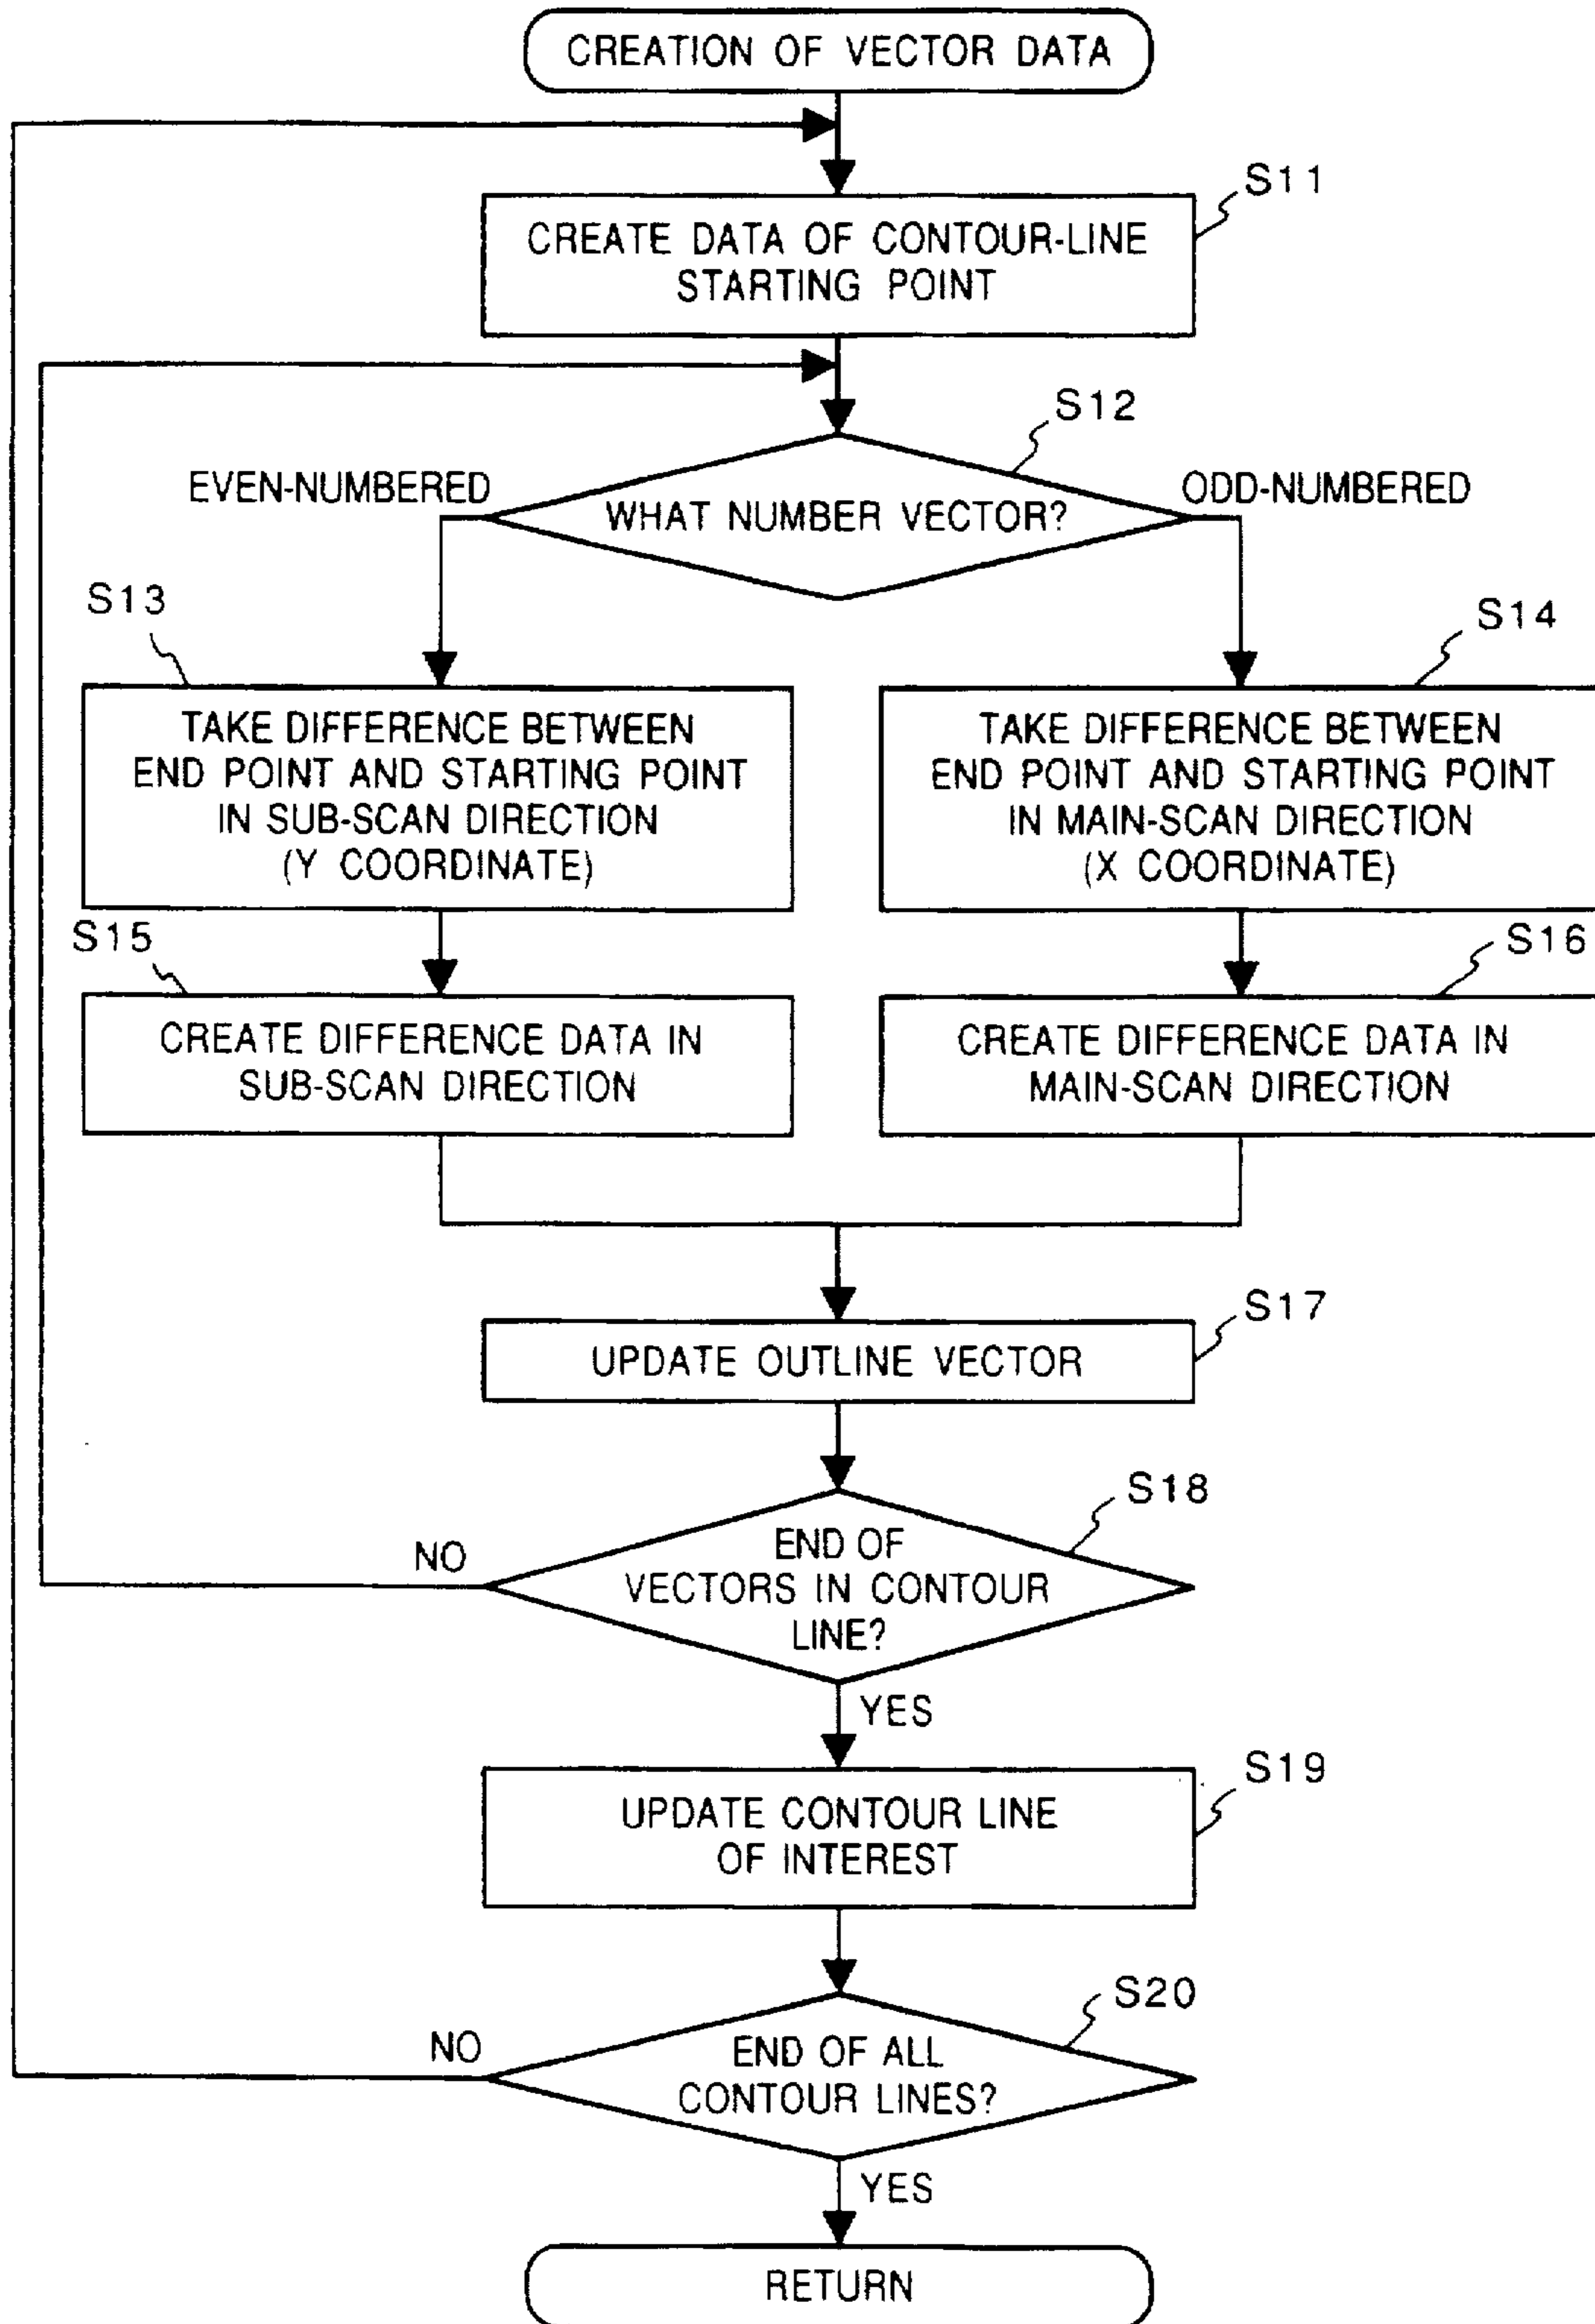 CREATION OF VECTOR DATA
S11
CREATE DATA OF CONTOUR-LINE
STARTING POINT
S12
EVEN-NUMBERED
ODD-NUMBERED
WHAT NUMBER VECTOR?
S13
S14
TAKE DIFFERENCE BETWEEN
END POINT AND STARTING POINT
IN SUB-SCAN DIRECTION
(Y COORDINATE)
TAKE DIFFERENCE BETWEEN
END POINT AND STARTING POINT
IN MAIN-SCAN DIRECTION
(X COORDINATE)
S15
S16
CREATE DIFFERENCE DATA IN
SUB-SCAN DIRECTION
CREATE DIFFERENCE DATA IN
MAIN-SCAN DIRECTION
S17
UPDATE OUTLINE VECTOR
S18
NO
END OF
VECTORS IN CONTOUR
LINE?
YES
S19
UPDATE CONTOUR LINE
OF INTEREST
S20
NO
END OF ALL
CONTOUR LINES?
YES
RETURN